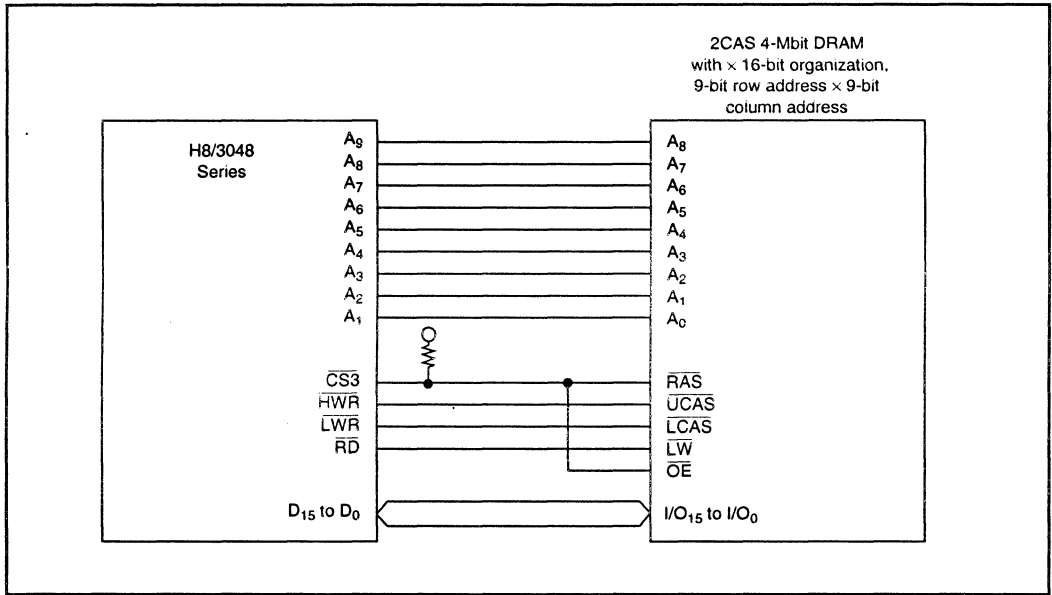 2CAS 4-Mbit DRAM
with × 16-bit organization,
9-bit row address × 9-bit
column address
H8/3048
Series
A9
A8
A7
A6
A5
A4
A3
A2
A1
CS3
HWR
LWR
RD
D15 to D0
A8
A7
A6
A5
A4
A3
A2
A1
A0
RAS
UCAS
LCAS
LW
OE
I/O15 to I/O0